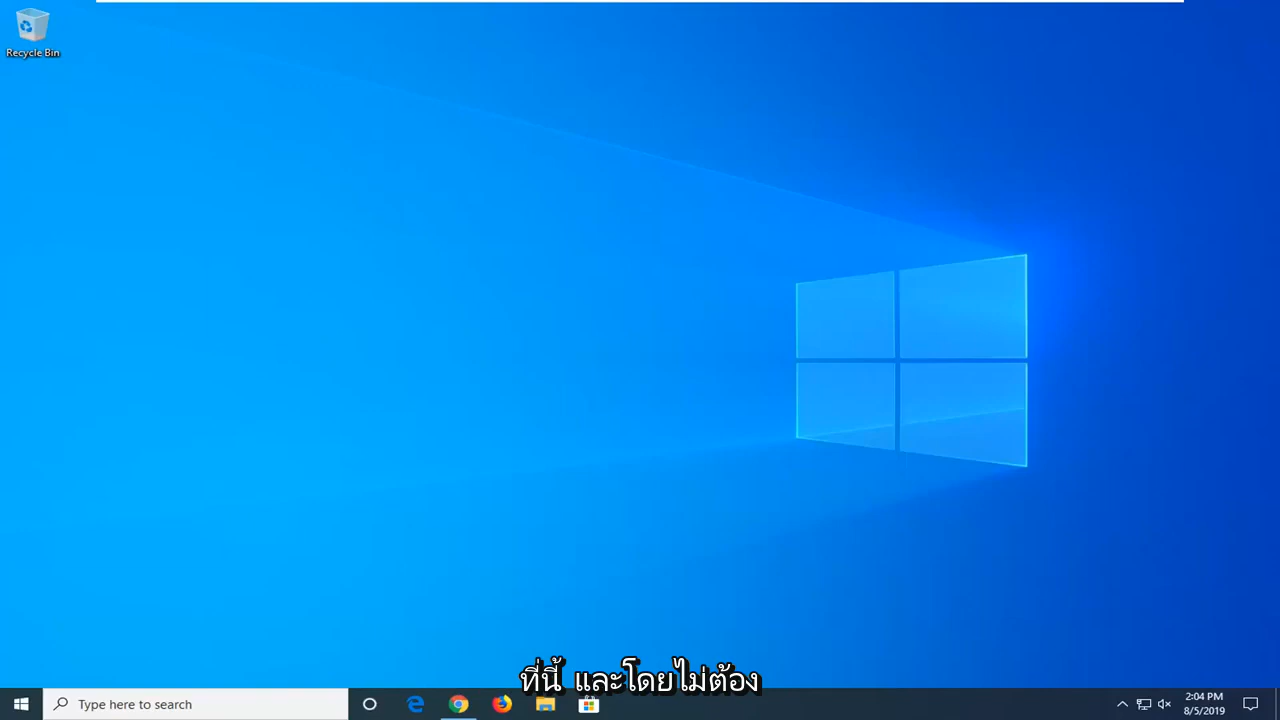 Recycle Bin
ที่นี้ และโดยไม่ต้อง
Type here to search
2:04 PM
8/5/2019